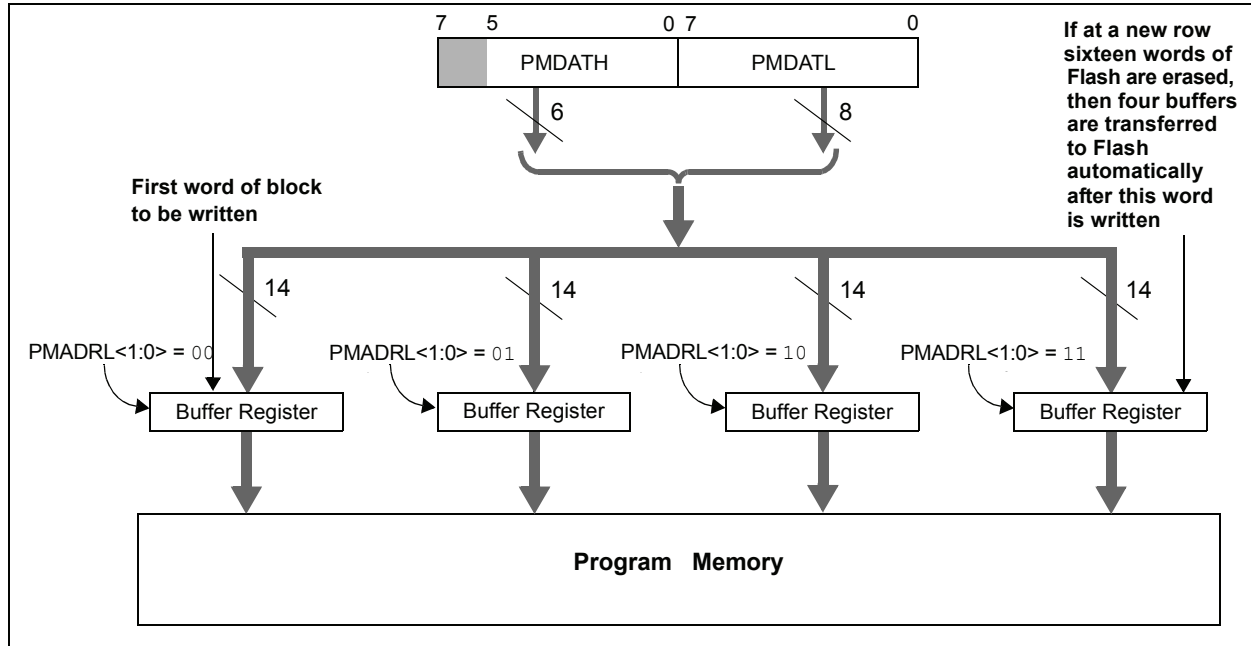 7 5 0 7 0
PMDATH PMDATL
6 8
If at a new row
sixteen words of
Flash are erased,
then four buffers
are transferred
to Flash
automatically
after this word
is written
First word of block
to be written
14 14 14 14
PMADRL<1:0> = 00 PMADRL<1:0> = 01 PMADRL<1:0> = 10 PMADRL<1:0> = 11
Buffer Register Buffer Register Buffer Register Buffer Register
Program Memory